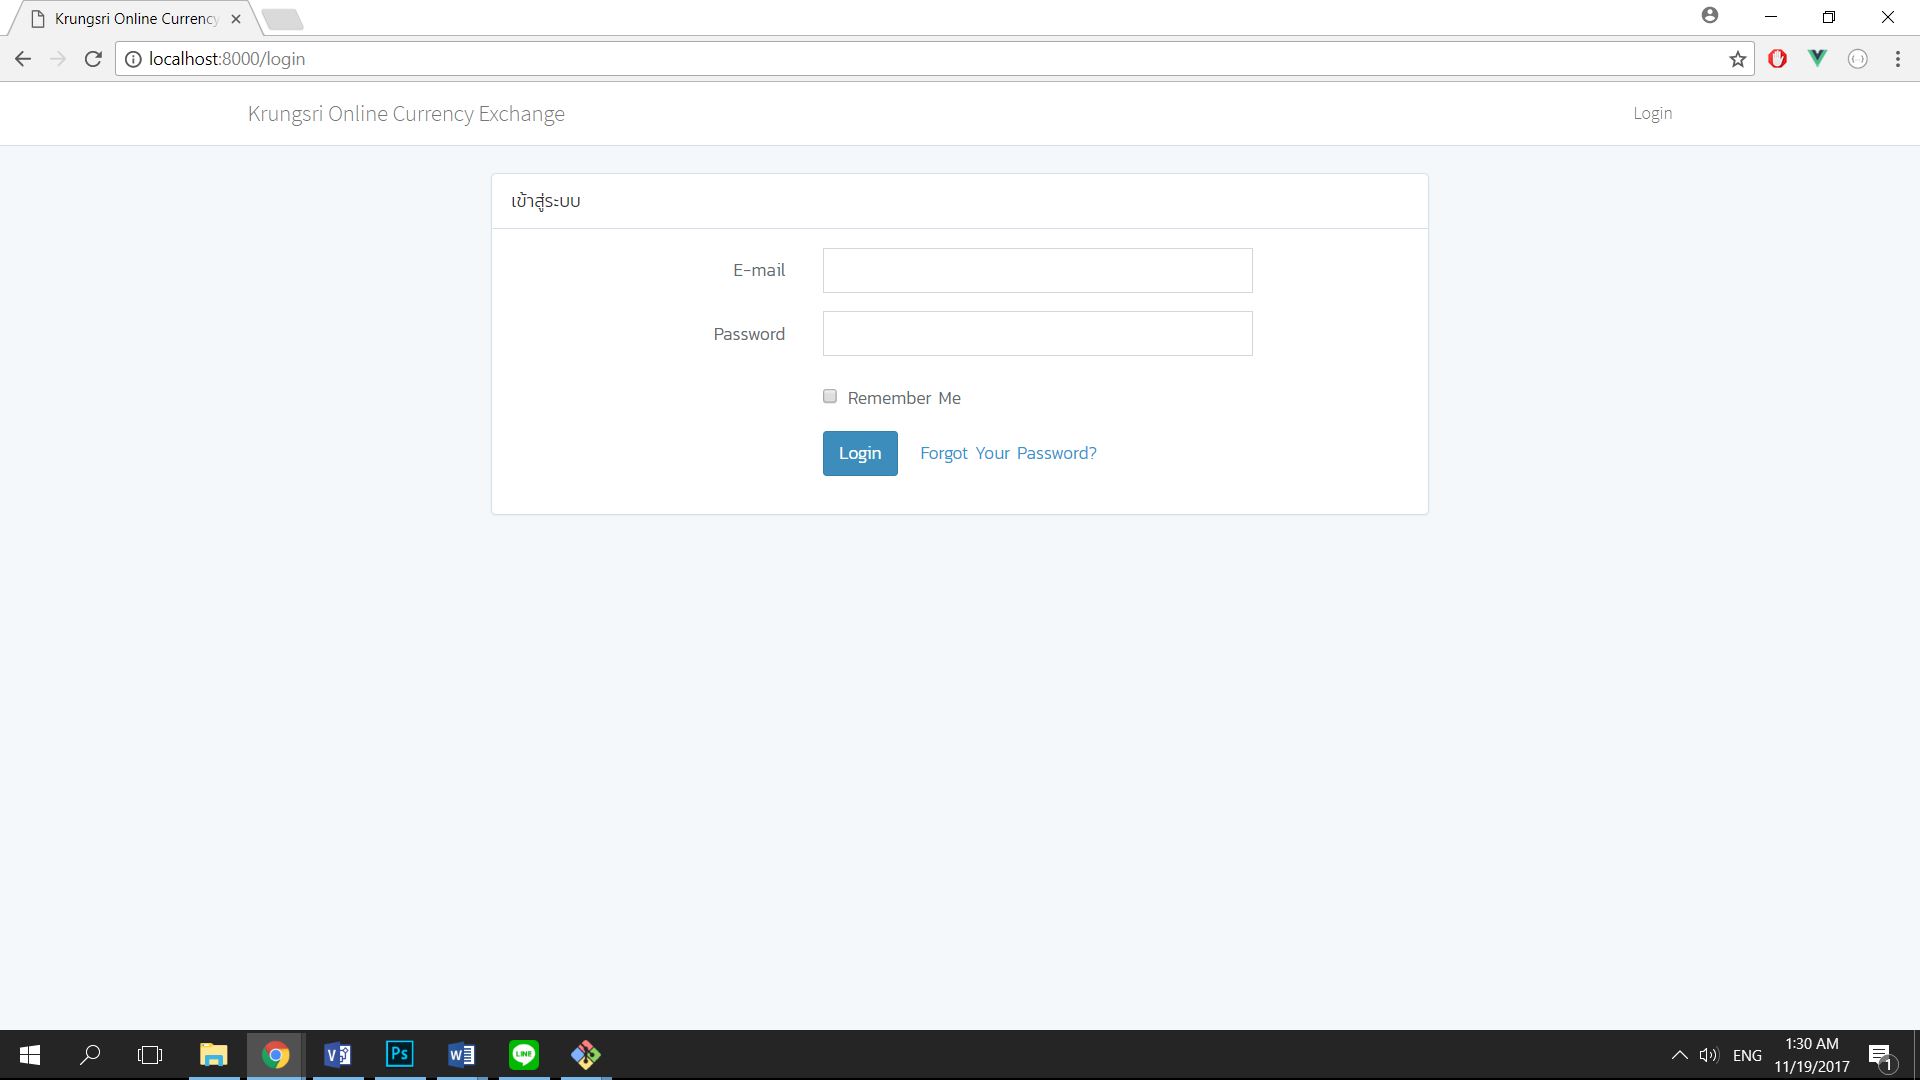 Krungsri Online Currency
localhost:8000/login
Krungsri Online Currency Exchange
Login
เข้าสู่ระบบ
E-mail
Password
Remember Me
Login
Forgot Your Password?
Ps
LINE
ENG
1:30 AM
11/19/2017
1